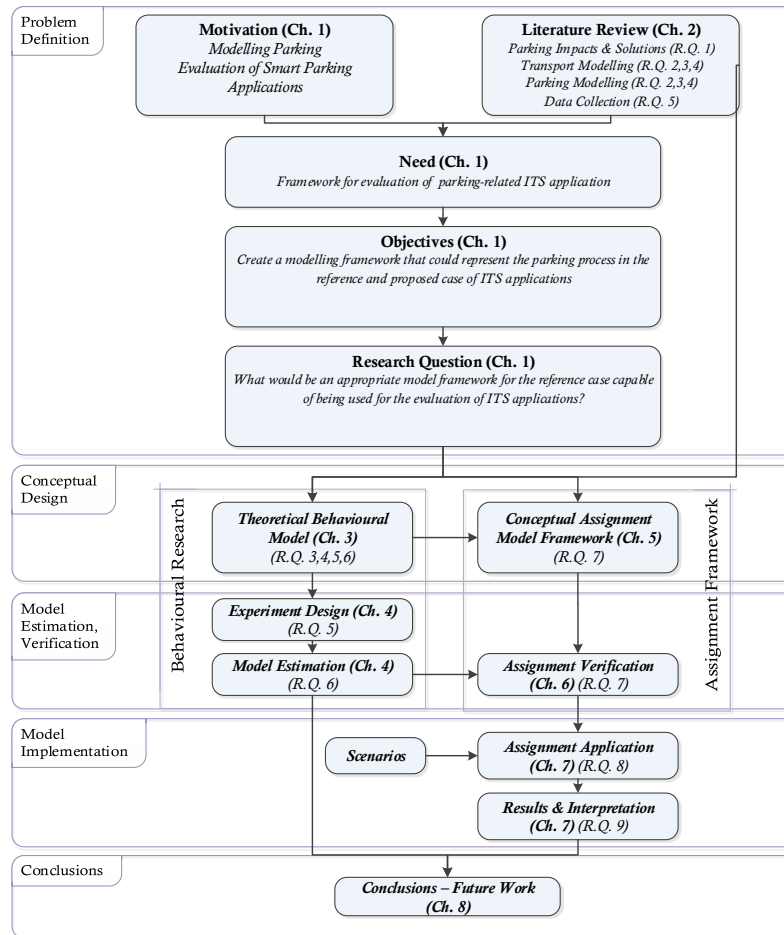 Problem
Definition
Motivation (Ch. 1)
Modelling Parking
Evaluation of Smart Parking
Applications
Literature Review (Ch. 2)
Parking Impacts & Solutions (R.Q. 1)
Transport Modelling (R.Q. 2,3,4)
Parking Modelling (R.Q. 2,3,4)
Data Collection (R.Q. 5)
Need (Ch. 1)
Framework for evaluation of parking-related ITS application
Objectives (Ch. 1)
Create a modelling framework that could represent the parking process in the
reference and proposed case of ITS applications
Research Question (Ch. 1)
What would be an appropriate model framework for the reference case capable
of being used for the evaluation of ITS applications?
Conceptual
Design
Behavioural Research
Theoretical Behavioural
Model (Ch. 3)
(R.Q. 3,4,5,6)
Conceptual Assignment
Model Framework (Ch. 5)
(R.Q. 7)
Assignment Framework
Model
Estimation,
Verification
Experiment Design (Ch. 4)
(R.Q. 5)
Model Estimation (Ch. 4)
(R.Q. 6)
Assignment Verification
(Ch. 6) (R.Q. 7)
Model
Implementation
Scenarios
Assignment Application
(Ch. 7) (R.Q. 8)
Results & Interpretation
(Ch. 7) (R.Q. 9)
Conclusions
Conclusions – Future Work
(Ch. 8)